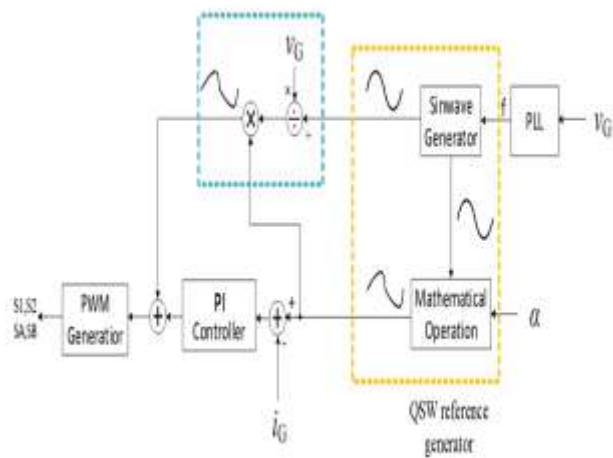 vG
×
÷
÷
Sinwave
Generator
f
PLL
vG
×
S1,S2
SA,SB
PWM
Generation
+
PI
Controller
+
+
-
Mathematical
Operation
α
iG
QSW reference
generator